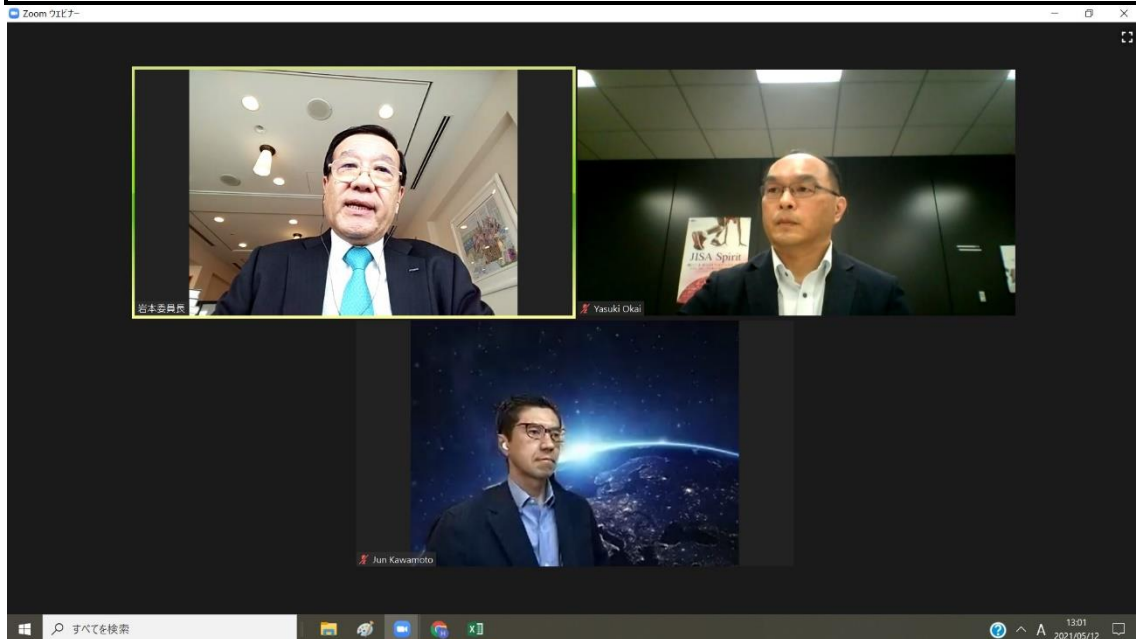 Zoom ウェビナー
岩本委員長
JISA Spirit
Yasuki Okai
Jun Kawamoto
すべてを検索
A
13:01
2021/05/12